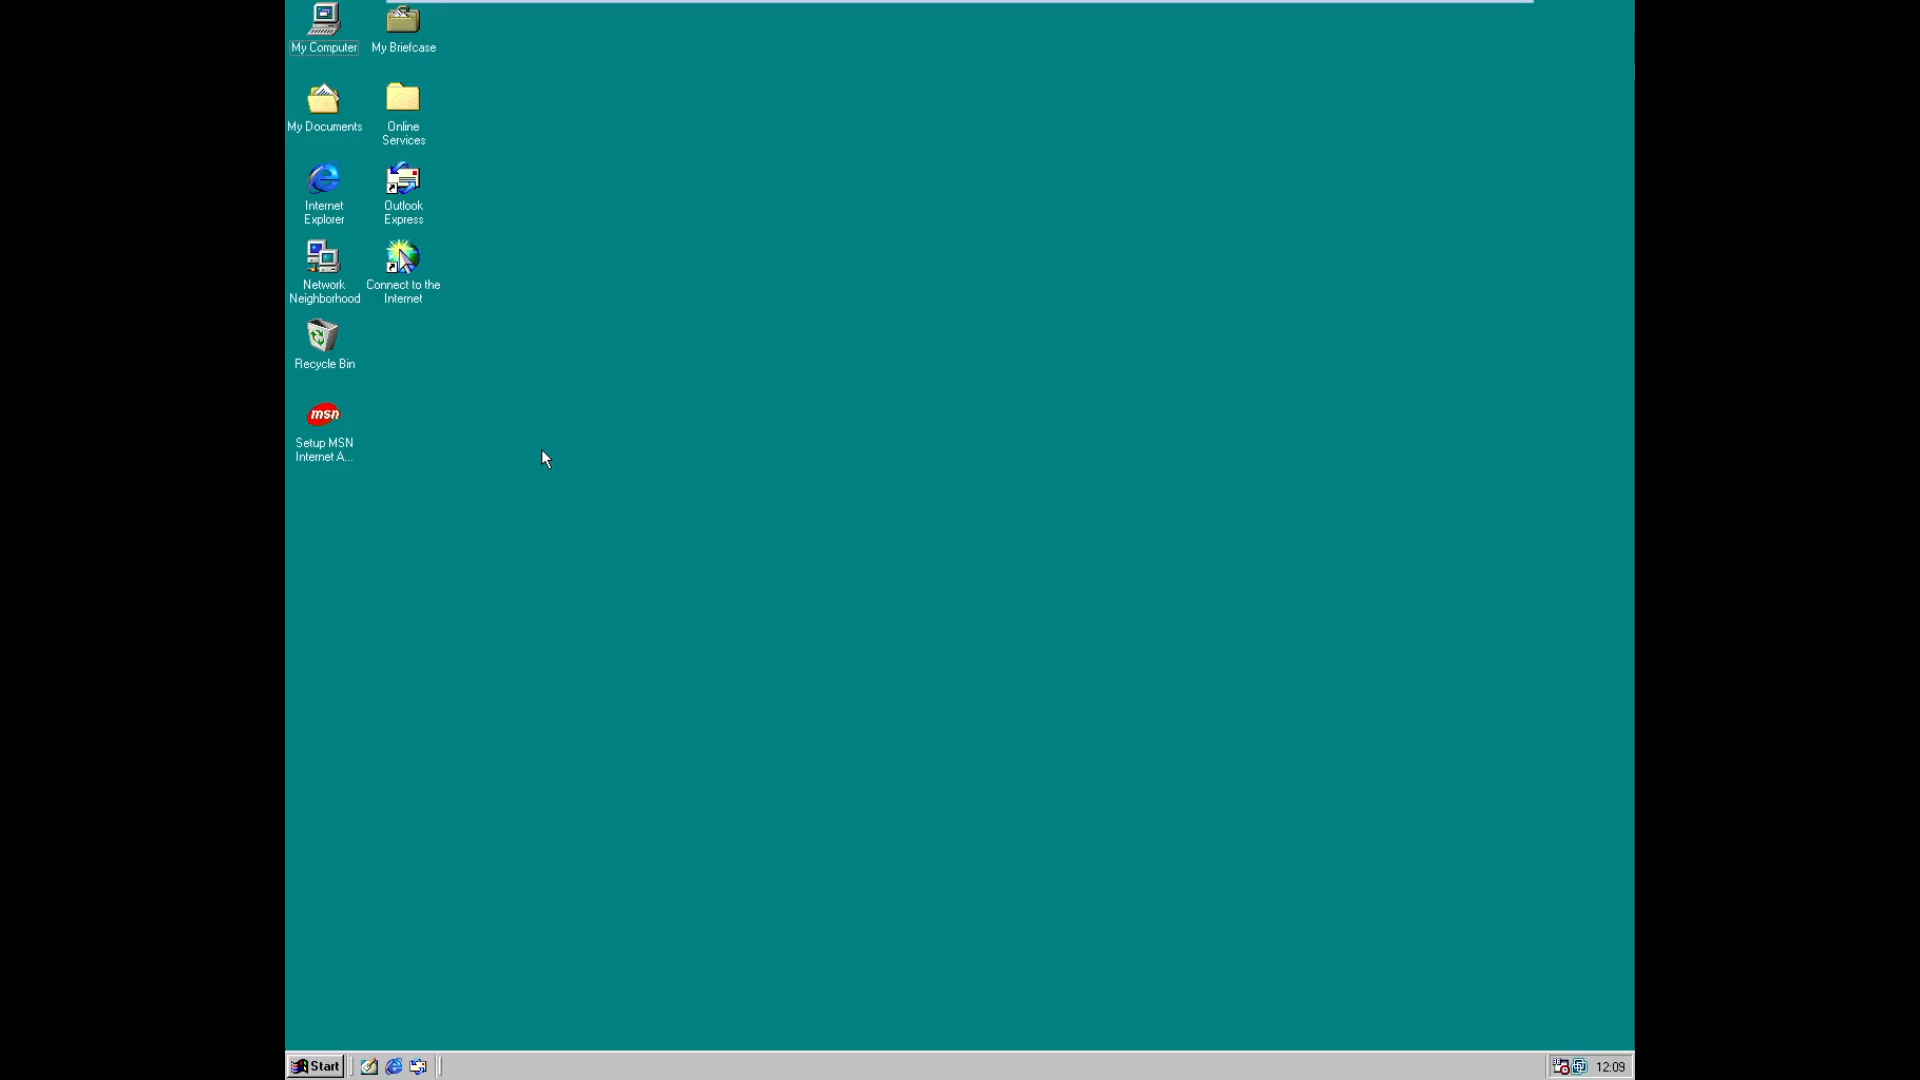 My Computer
My Briefcase
My Documents
Online
Services
Internet
Explorer
Outlook
Express
Network
Neighborhood
Connect to the
Internet
Recycle Bin
msn
Setup MSN
Internet A...
Start
12:09